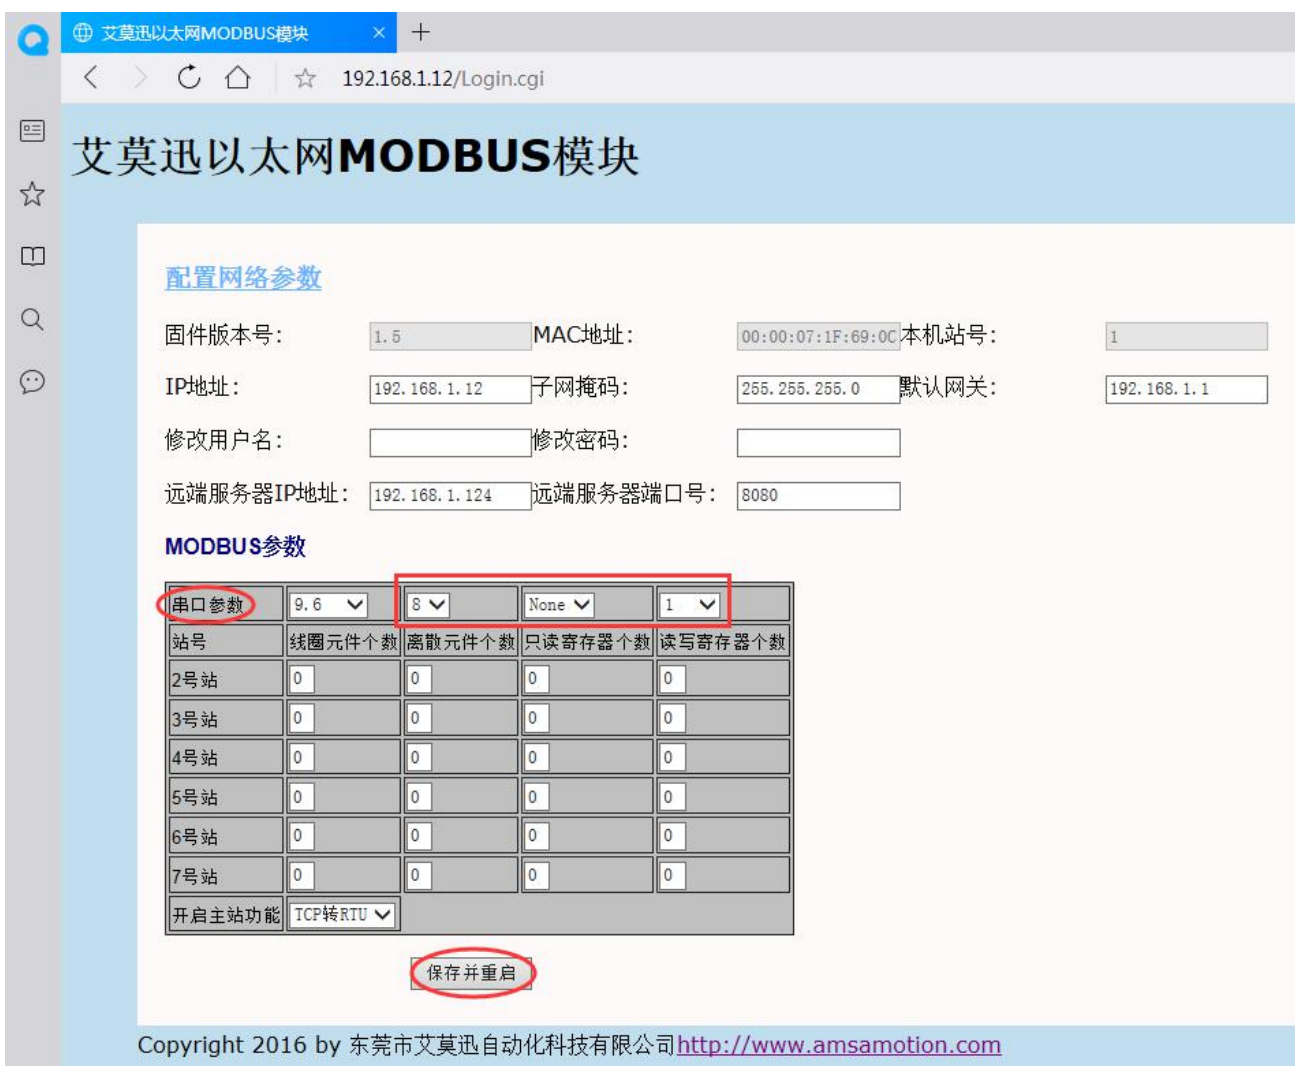 艾莫迅以太网MODBUS模块 × +
192.168.1.12/Login.cgi
艾莫迅以太网MODBUS模块
配置网络参数
固件版本号: 1.5 MAC地址: 00:00:07:1F:69:0C 本机站号: 1
IP地址: 192.168.1.12 子网掩码: 255.255.255.0 默认网关: 192.168.1.1
修改用户名: 修改密码:
远端服务器IP地址: 192.168.1.124 远端服务器端口号: 8080
MODBUS参数
串口参数 9.6 8 None 1
站号 线圈元件个数 离散元件个数 只读寄存器个数 读写寄存器个数
2号站 0 0 0 0
3号站 0 0 0 0
4号站 0 0 0 0
5号站 0 0 0 0
6号站 0 0 0 0
7号站 0 0 0 0
开启主站功能 TCP转RTU
保存并重启
Copyright 2016 by 东莞市艾莫迅自动化科技有限公司http://www.amsamotion.com